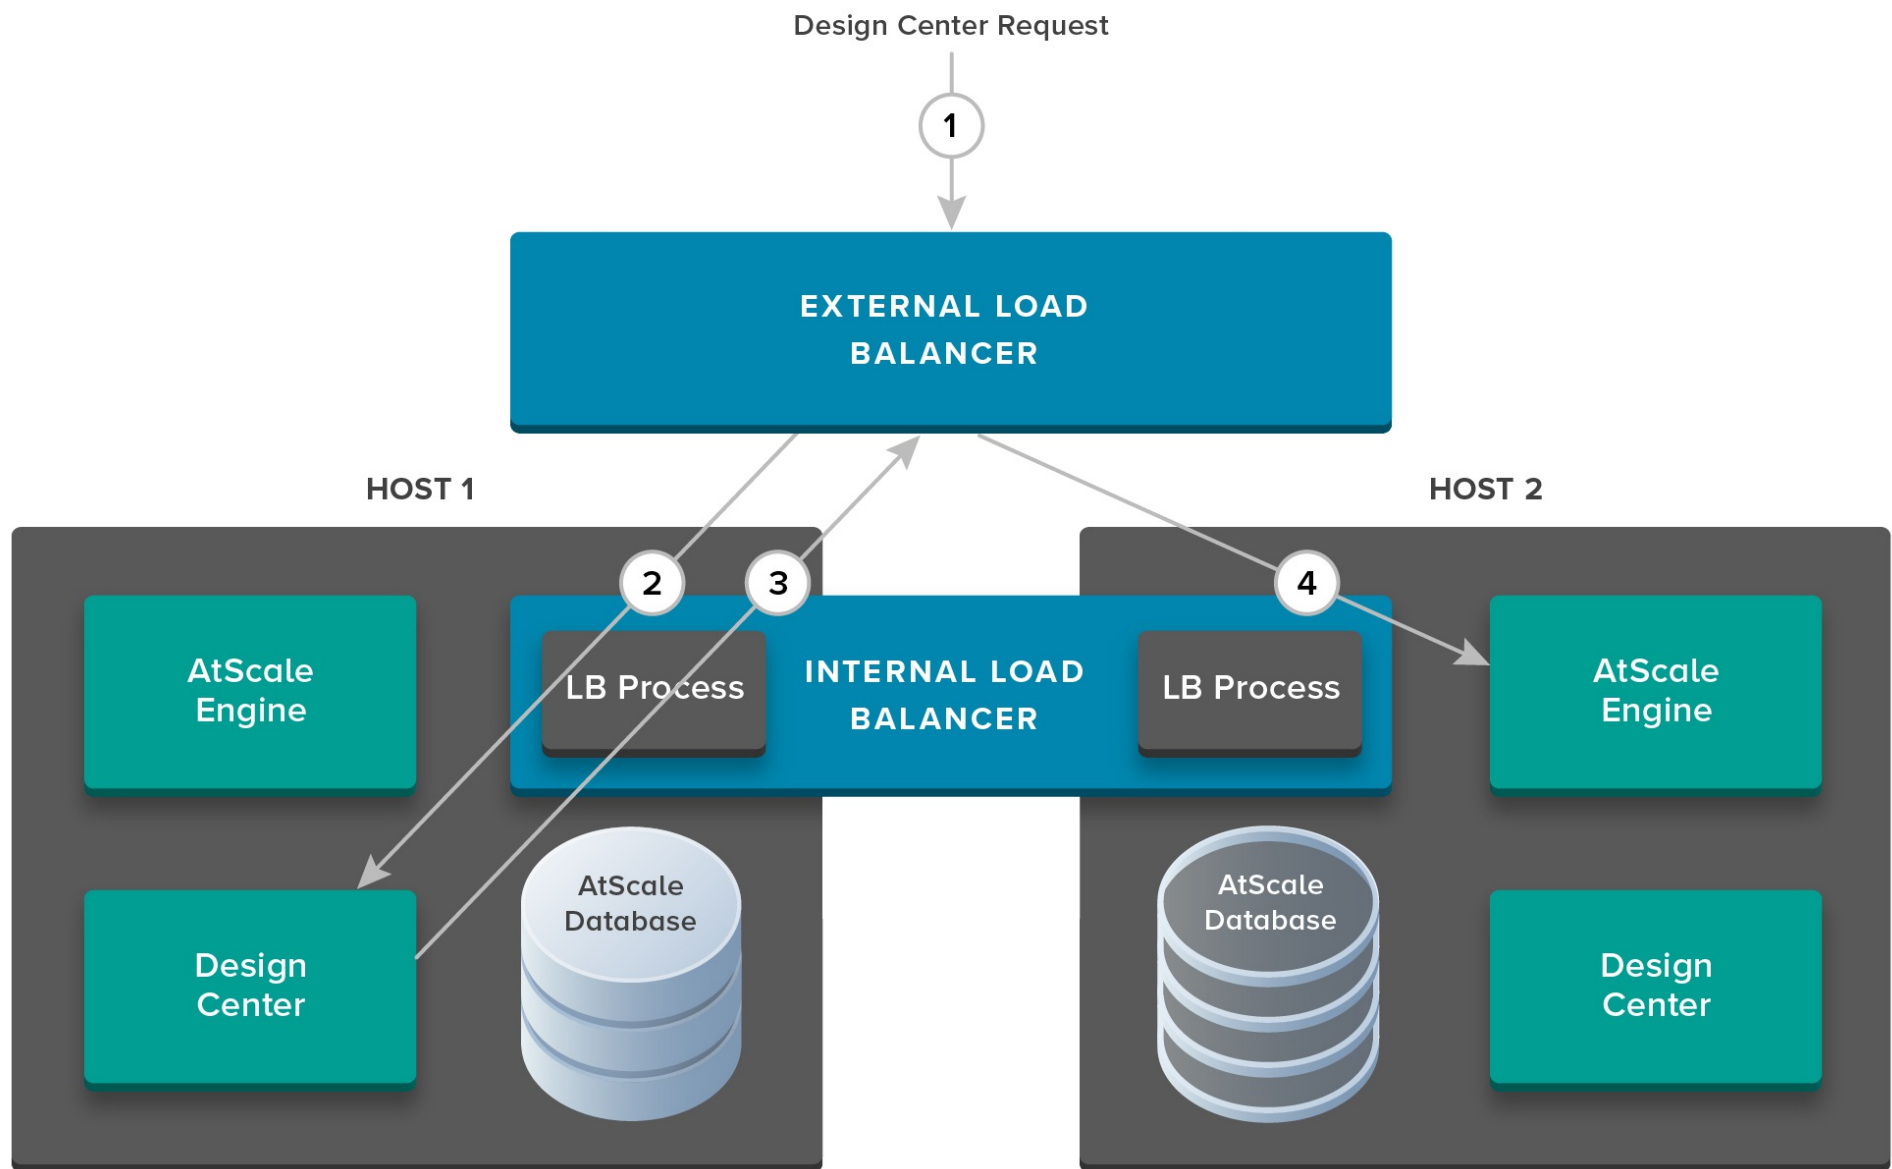 Design Center Request
1
EXTERNAL LOAD
BALANCER
HOST 1
HOST 2
2
3
4
AtScale
Engine
LB Process
INTERNAL LOAD
BALANCER
LB Process
AtScale
Engine
AtScale
Database
AtScale
Database
Design
Center
Design
Center